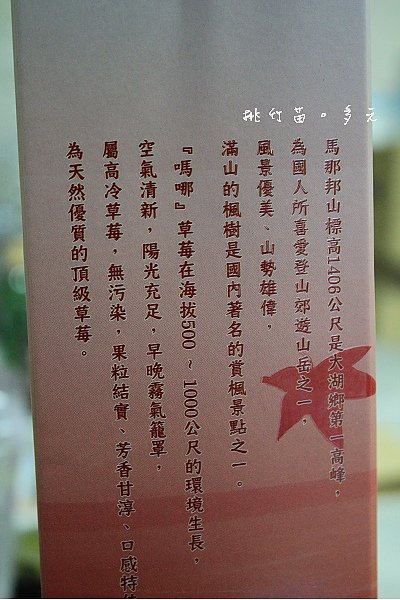 桃竹苗。多元
馬那邦山標高1406公尺是大湖鄉第一高峰，
為國人所喜愛登山郊遊山岳之一，
風景優美、山勢雄偉，
滿山的楓樹是國內著名的賞楓景點之一。
『嗎哪』草莓在海拔500～1000公尺的環境生長，
空氣清新，陽光充足，早晚霧氣籠罩，
屬高冷草莓，無污染，果粒結實、芳香甘淳、口感特
為天然優質的頂級草莓。